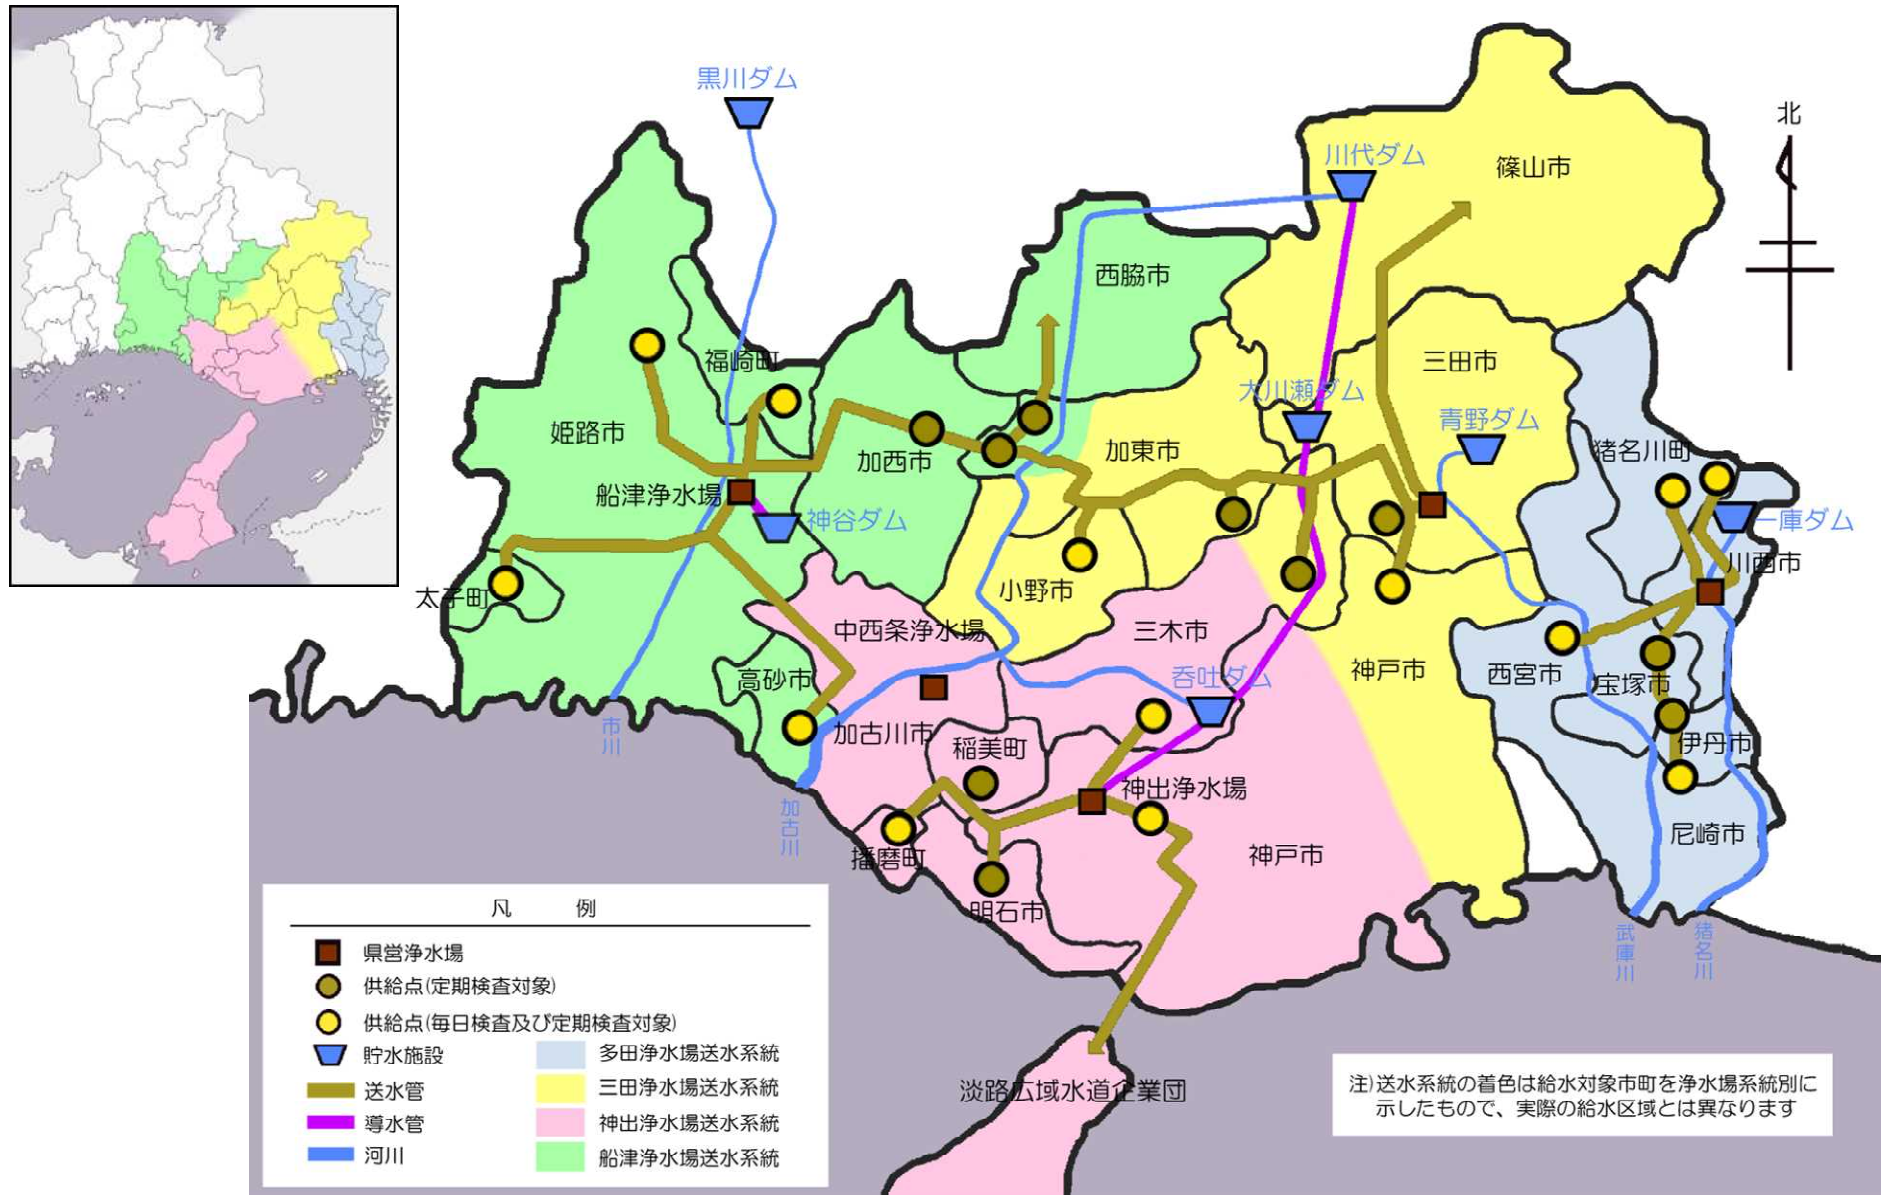 黒川ダム
北
川代ダム
篠山市
西脇市
福崎町
三田市
大川瀬ダム
青野ダム
姫路市
加西市
加東市
猪名川町
船津浄水場
神谷ダム
一庫ダム
川西市
太子町
小野市
中西条浄水場
三木市
高砂市
呑吐ダム
神戸市
西宮市
宝塚市
市川
加古川市
稲美町
伊丹市
神出浄水場
加古川
播磨町
神戸市
尼崎市
明石市
武庫川
猪名川
凡 例
県営浄水場
供給点(定期検査対象)
供給点(毎日検査及び定期検査対象)
貯水施設
送水管
導水管
河川
多田浄水場送水系統
三田浄水場送水系統
神出浄水場送水系統
船津浄水場送水系統
淡路広域水道企業団
注)送水系統の着色は給水対象市町を浄水場系統別に
示したもので、実際の給水区域とは異なります